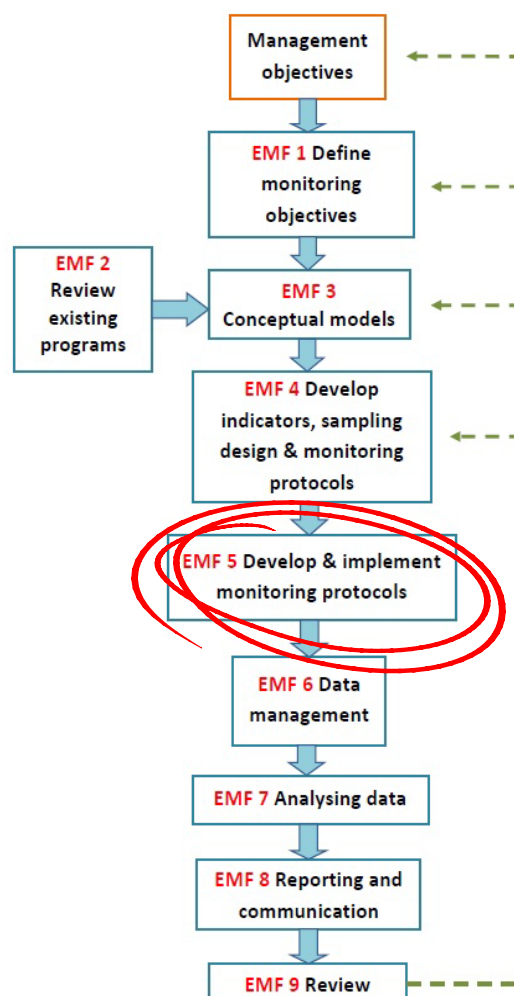 Management
objectives
EMF 1 Define
monitoring
objectives
EMF 2
Review
existing
programs
EMF 3
Conceptual models
EMF 4 Develop
indicators, sampling
design & monitoring
protocols
EMF 5 Develop & implement
monitoring protocols
EMF 6 Data
management
EMF 7 Analysing data
EMF 8 Reporting and
communication
EMF 9 Review